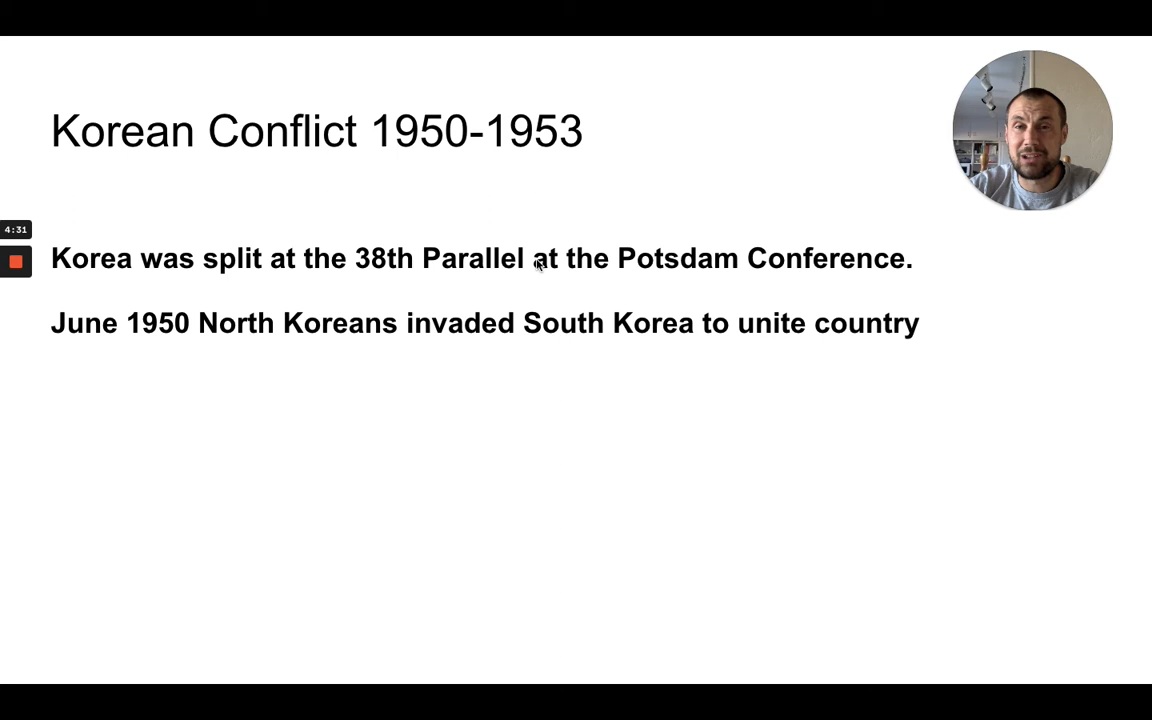 Korean Conflict 1950-1953
4:31
Korea was split at the 38th Parallel at the Potsdam Conference.
June 1950 North Koreans invaded South Korea to unite country